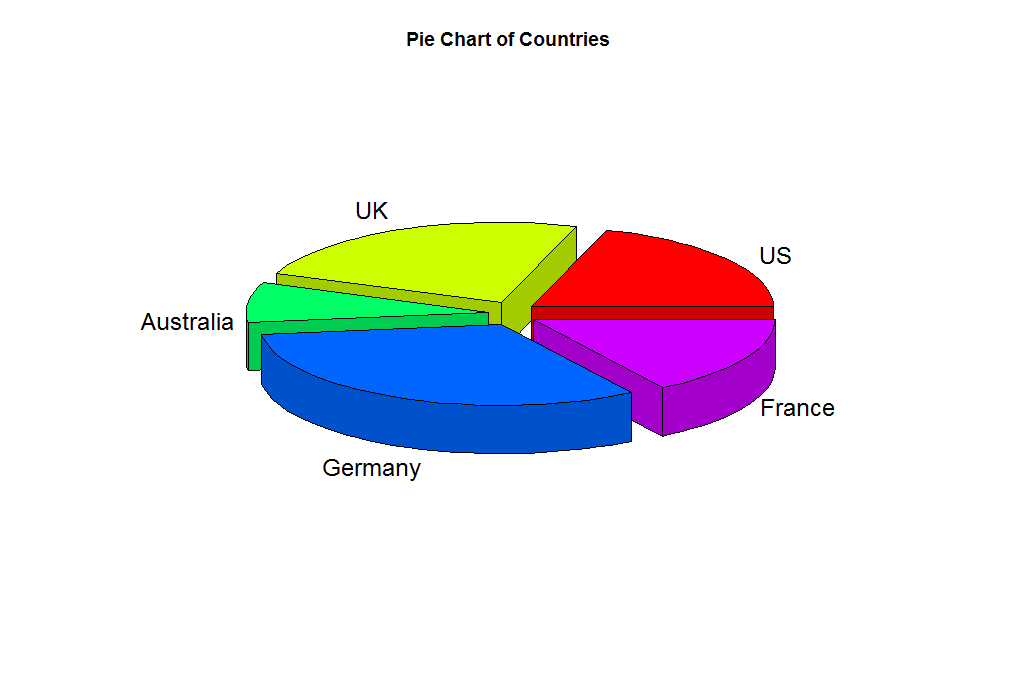 Pie Chart of Countries
UK
US
Australia
France
Germany